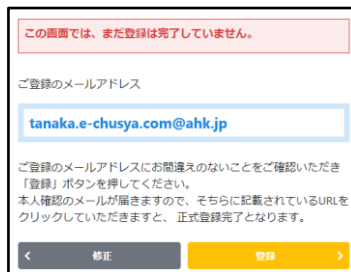 この画面では、まだ登録は完了していません。
ご登録のメールアドレス
tanaka.e-chusya.com@ahk.jp
ご登録のメールアドレスにお間違えのないことをご確認いただき
「登録」ボタンを押してください。
本人確認のメールが届きますので、そちらに記載されているURLを
クリックしていただきますと、 正式登録完了となります。
修正
登録